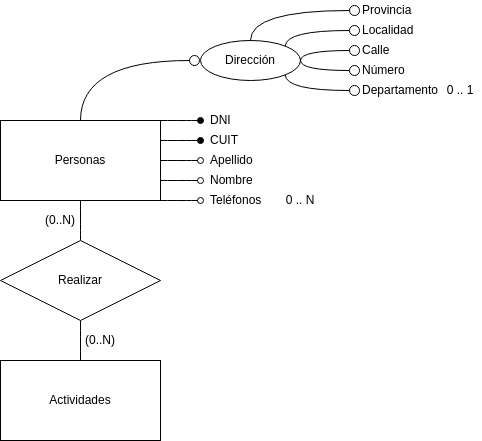 Provincia
Localidad
Dirección
Calle
Número
Departamento 0 .. 1
DNI
CUIT
Personas
Apellido
Nombre
Teléfonos 0 .. N
(0..N)
Realizar
(0..N)
Actividades